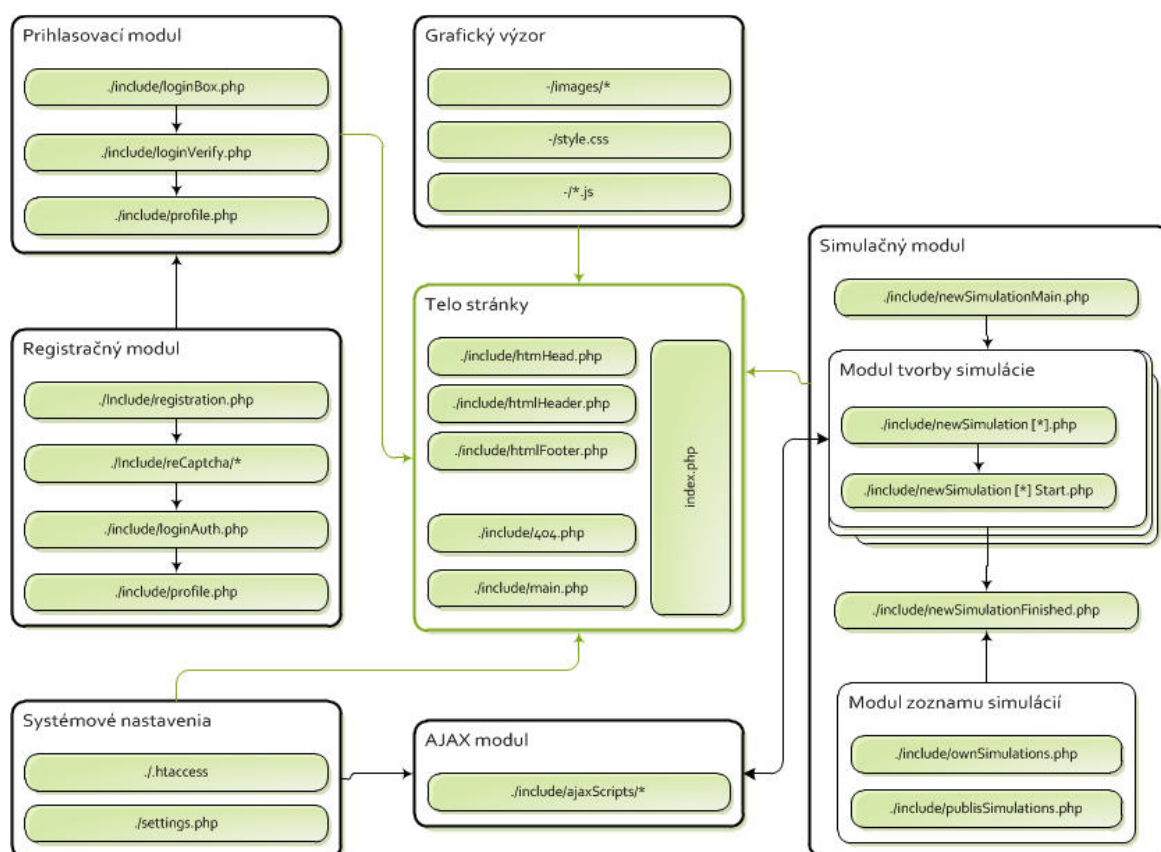 Prihlasovací modul
./include/loginBox.php
./include/loginVerify.php
./include/profile.php
Grafický výzor
-/images/*
-/style.css
-/*.js
Registračný modul
./Include/registration.php
./Include/reCaptcha/*
./include/loginAuth.php
./include/profile.php
Telo stránky
./include/htmHead.php
./include/htmlHeader.php
./include/htmlFooter.php
./include/404.php
./include/main.php
index.php
Simulačný modul
./include/newSimulationMain.php
Modul tvorby simulácie
./include/newSimulation [*].php
./include/newSimulation [*] Start.php
./include/newSimulationFinished.php
Modul zoznamu simulácií
./include/ownSimulations.php
./include/publisSimulations.php
Systémové nastavenia
./.htaccess
./settings.php
AJAX modul
./include/ajaxScripts/*